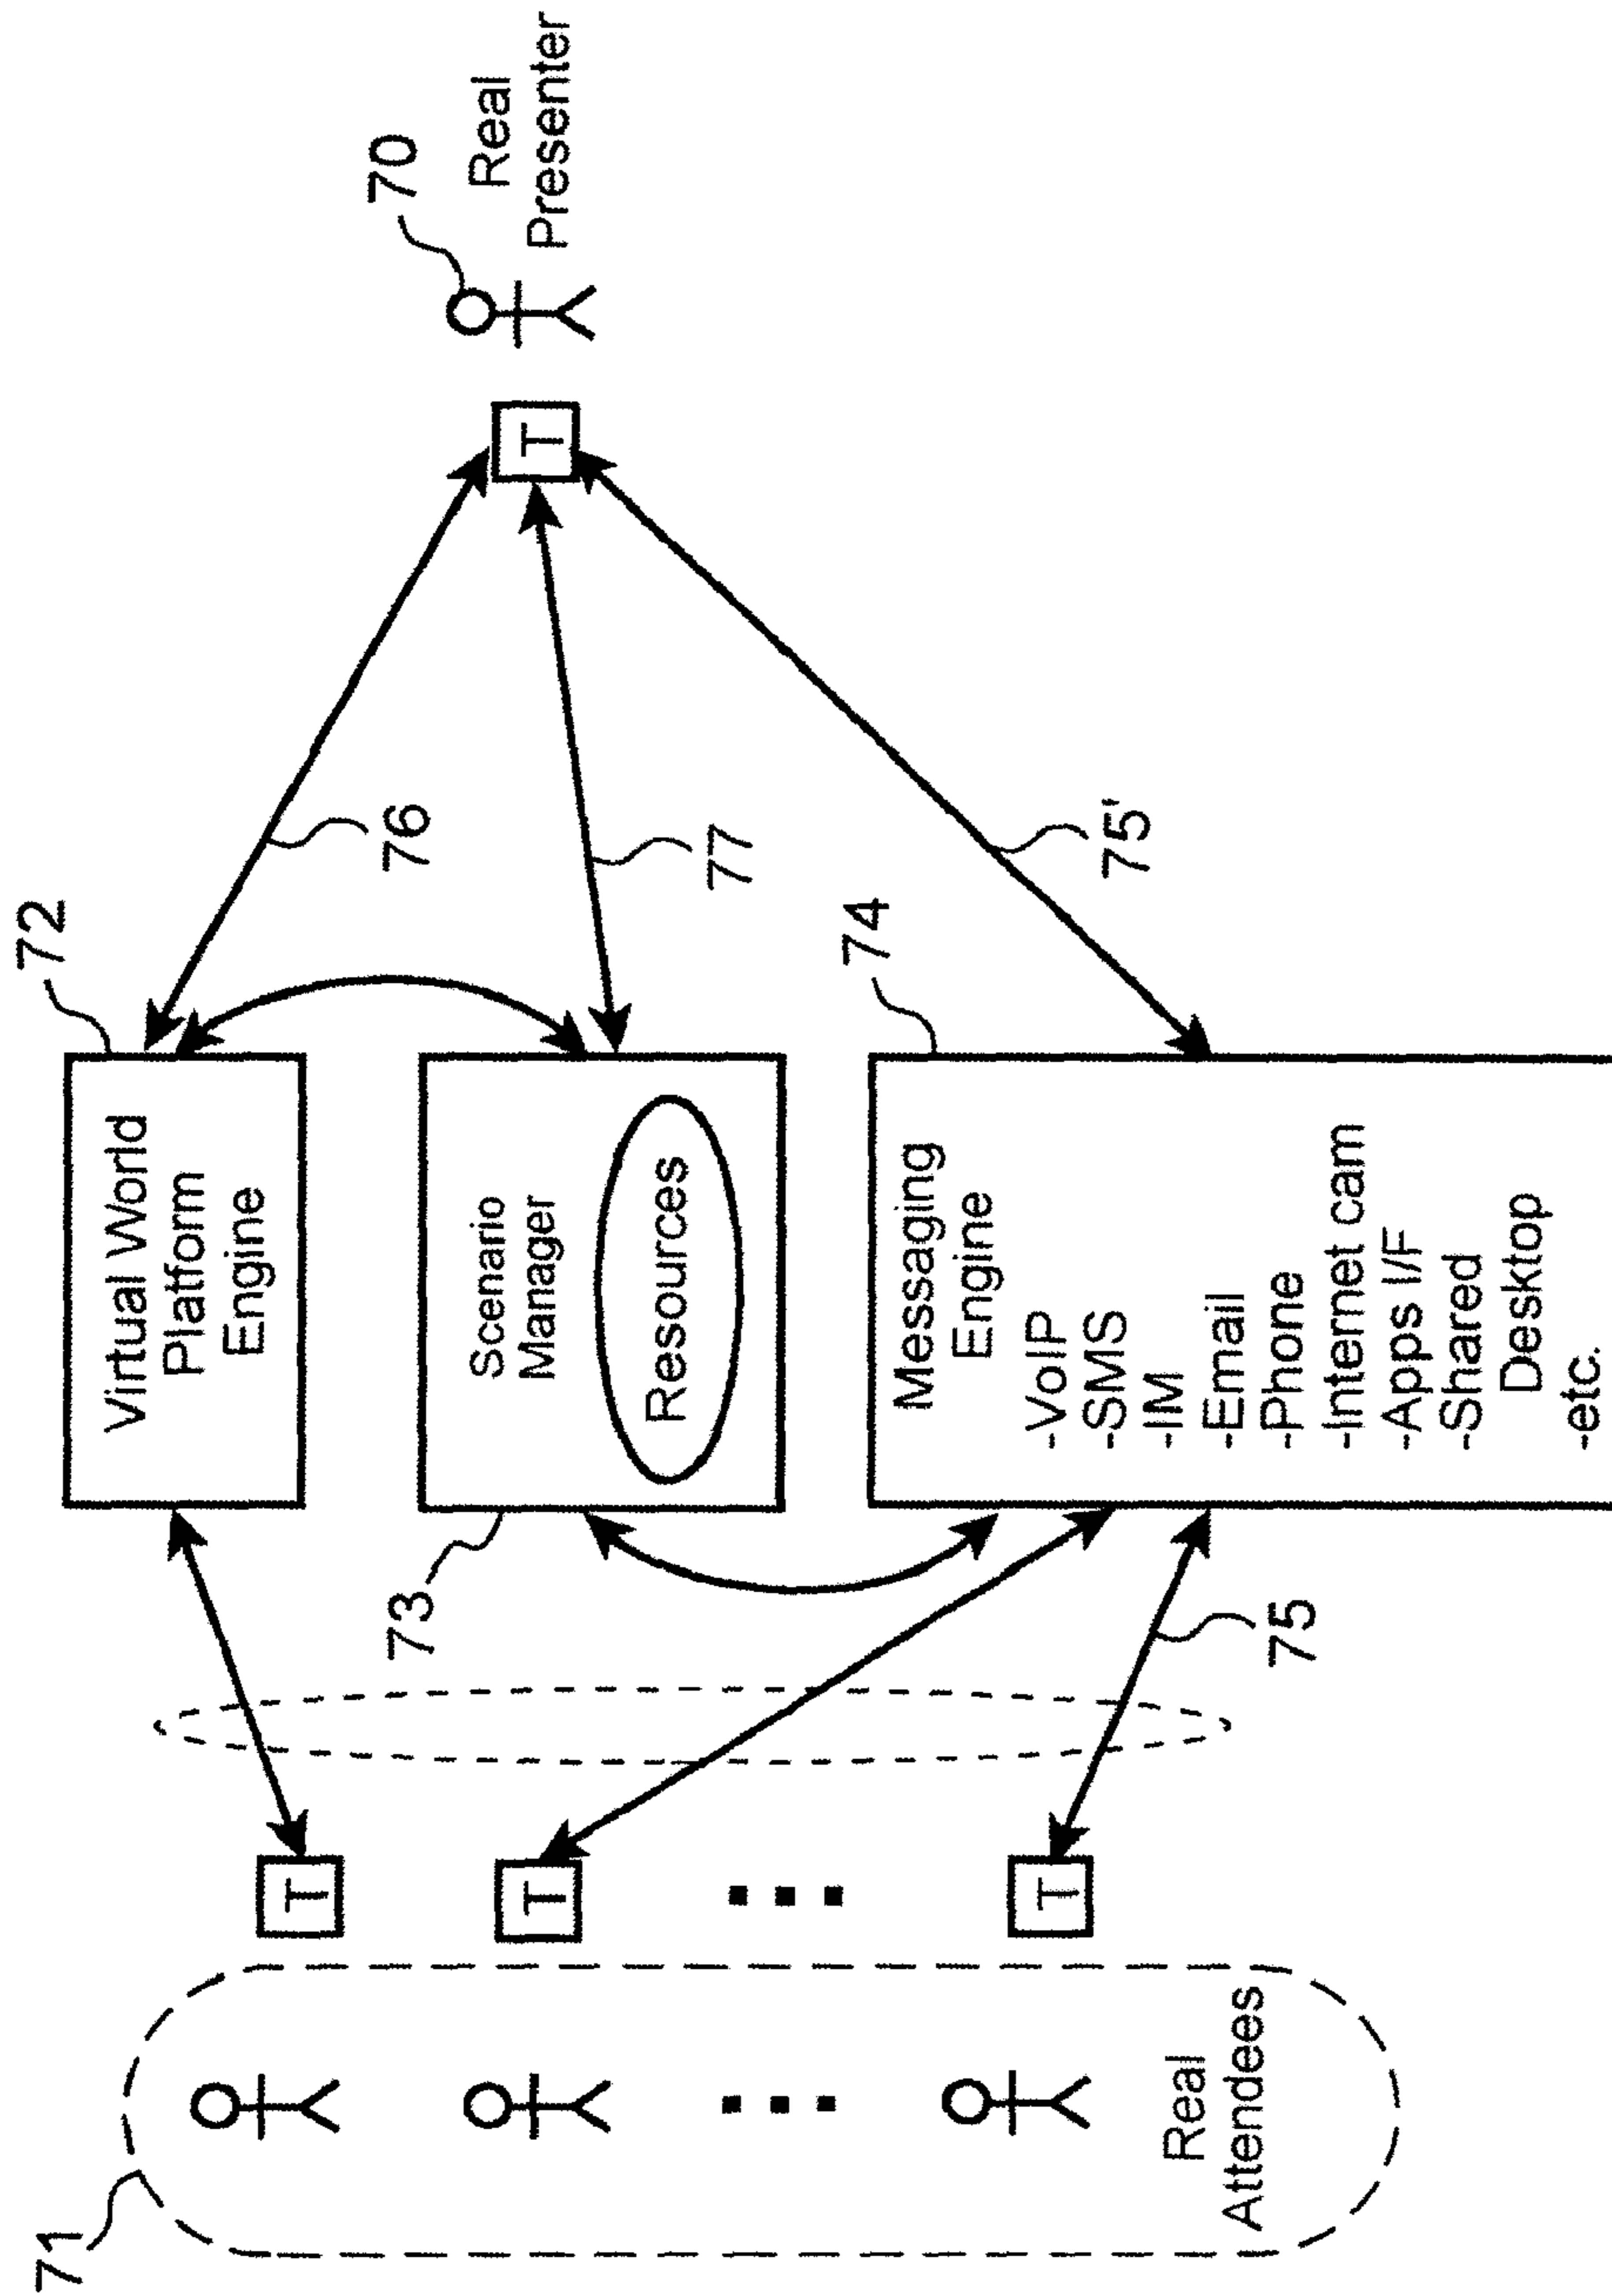 71
Real
Attendees
T
T
T
75
72
Virtual World
Platform
Engine
73
Scenario
Manager
Resources
74
Messaging
Engine
-VoIP
-SMS
-IM
-Email
-Phone
-Internet cam
-Apps I/F
-Shared
Desktop
-etc.
76
77
75'
T
70
Real
Presenter